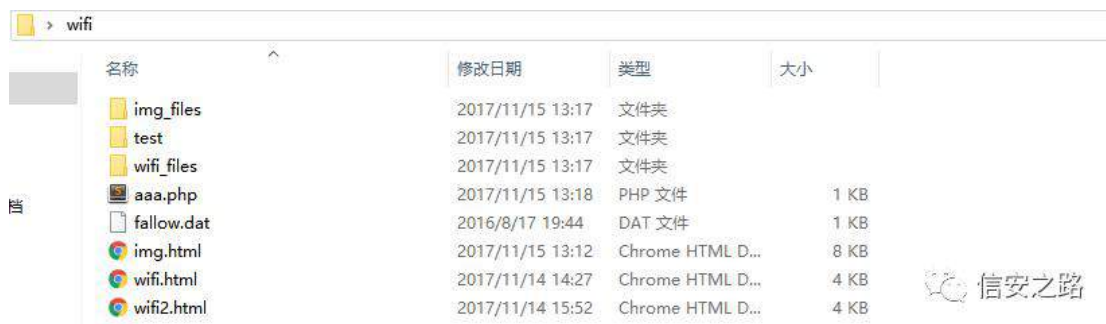 wifi
名称 修改日期 类型 大小
img_files 2017/11/15 13:17 文件夹
test 2017/11/15 13:17 文件夹
wifi_files 2017/11/15 13:17 文件夹
aaa.php 2017/11/15 13:18 PHP 文件 1 KB
档
fallow.dat 2016/8/17 19:44 DAT 文件 1 KB
img.html 2017/11/15 13:12 Chrome HTML D... 8 KB
wifi.html 2017/11/14 14:27 Chrome HTML D... 4 KB
信安之路
wifi2.html 2017/11/14 15:52 Chrome HTML D... 4 KB